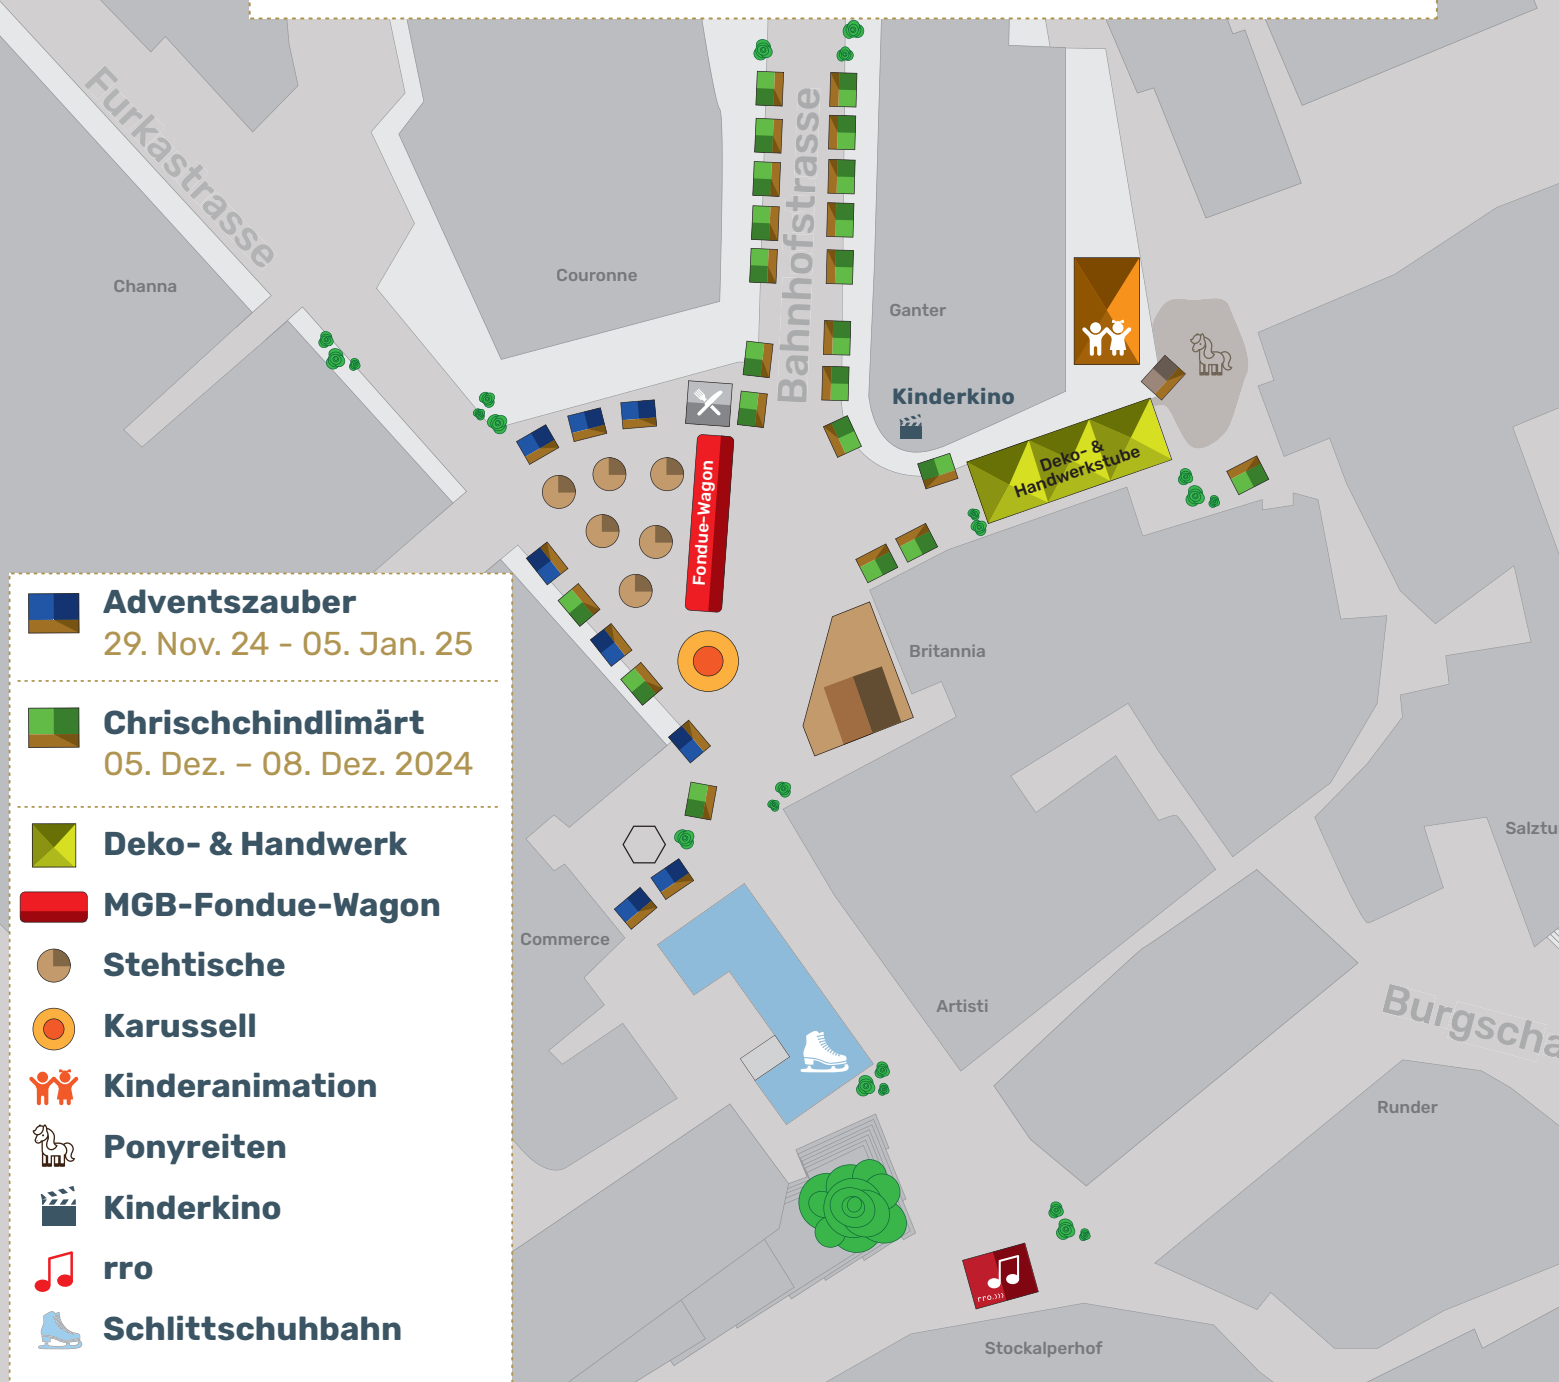 Furkastrasse
Bahnhofstrasse
Channa
Couronne
Ganter
Kinderkino
Deko- &
Handwerkstube
Fondue-Wagon
Britannia
Adventszauber
29. Nov. 24 - 05. Jan. 25
Chrischchindlimärt
05. Dez. – 08. Dez. 2024
Deko- & Handwerk
MGB-Fondue-Wagon
Stehtische
Karussell
Kinderanimation
Ponyreiten
Kinderkino
rro
Schlittschuhbahn
Salztu
Commerce
Artisti
Burgscha
Runder
rro.)))
Stockalperhof